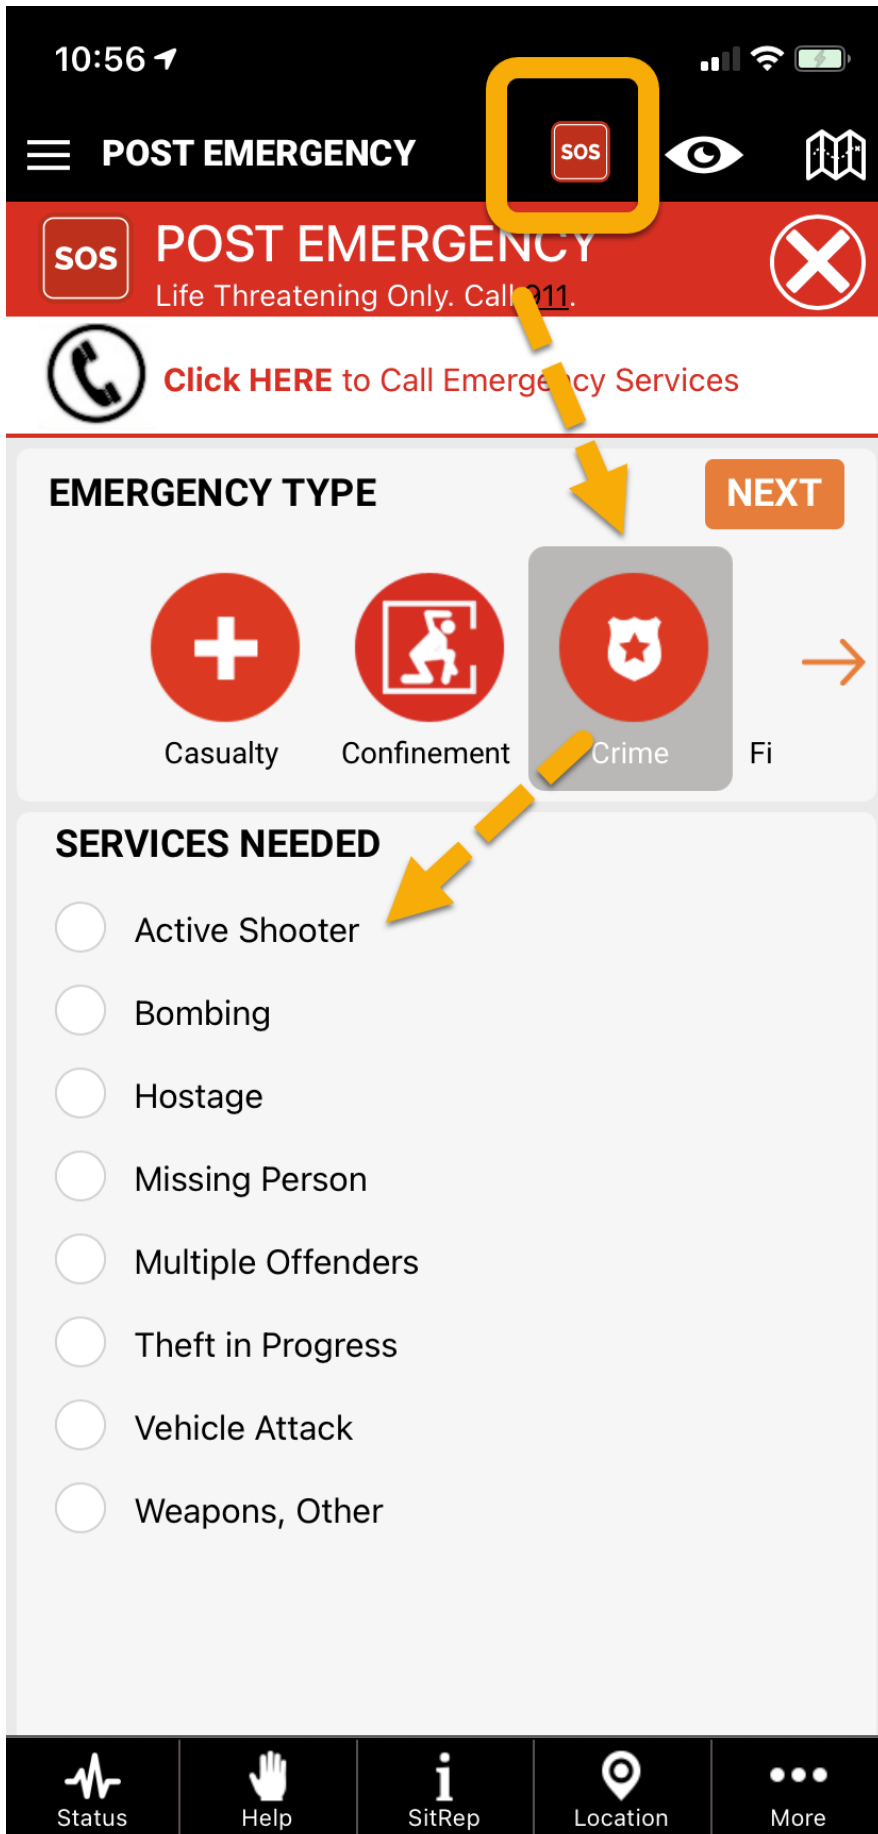 10:56
POST EMERGENCY
SOS
SOS
POST EMERGENCY
Life Threatening Only. Call 911.
Click HERE to Call Emergency Services
EMERGENCY TYPE
NEXT
Casualty
Confinement
Crime
Fi
SERVICES NEEDED
Active Shooter
Bombing
Hostage
Missing Person
Multiple Offenders
Theft in Progress
Vehicle Attack
Weapons, Other
Status
Help
SitRep
Location
More